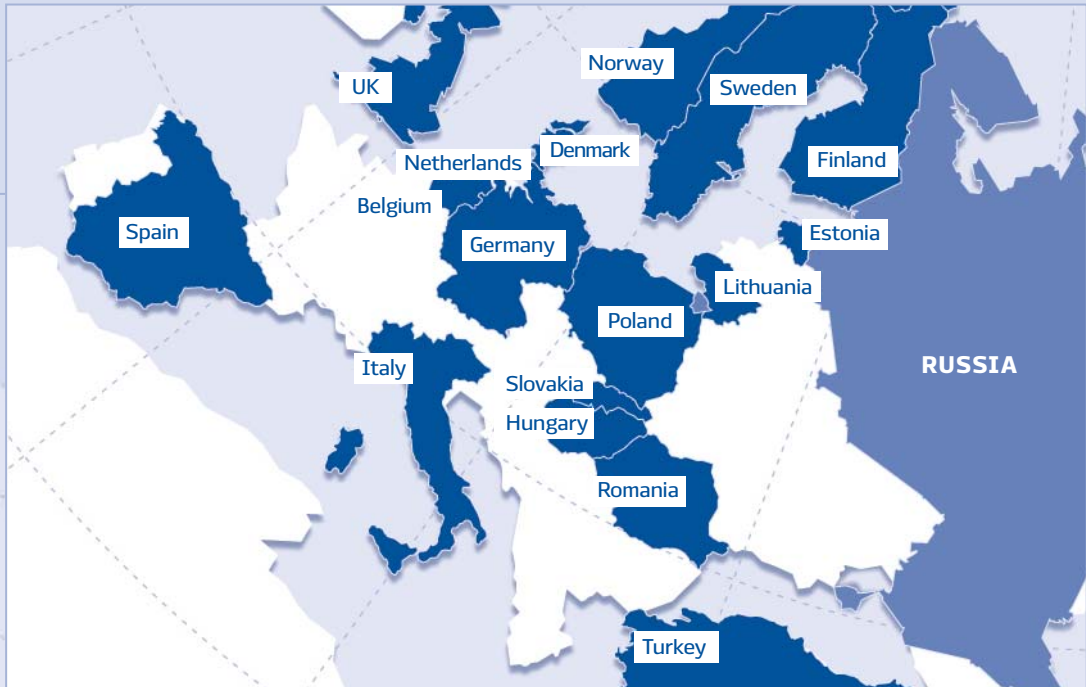 Norway
UK
Sweden
Netherlands
Denmark
Finland
Belgium
Spain
Estonia
Germany
Lithuania
Poland
RUSSIA
Italy
Slovakia
Hungary
Romania
Turkey